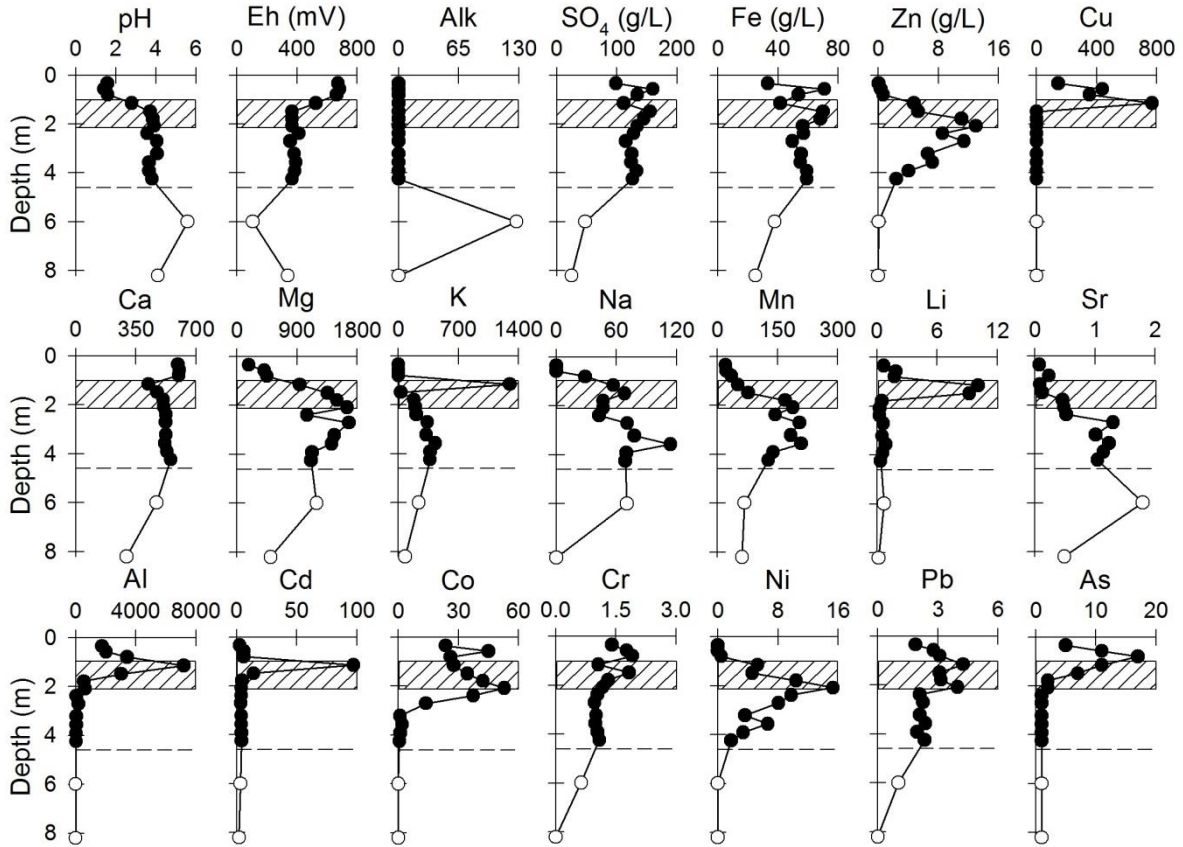 pH Eh (mV) Alk SO4 (g/L) Fe (g/L) Zn (g/L) Cu
0 2 4 6 0 400 800 0 65 130 0 100 200 0 40 80 0 8 16 0 400 800
0
2
4
6
8
Depth (m)
Ca Mg K Na Mn Li Sr
0 350 700 0 900 1800 0 700 1400 0 60 120 0 150 300 0 6 12 0 1 2
0
2
4
6
8
Depth (m)
Al Cd Co Cr Ni Pb As
0 4000 8000 0 50 100 0 30 60 0.0 1.5 3.0 0 8 16 0 3 6 0 10 20
0
2
4
6
8
Depth (m)